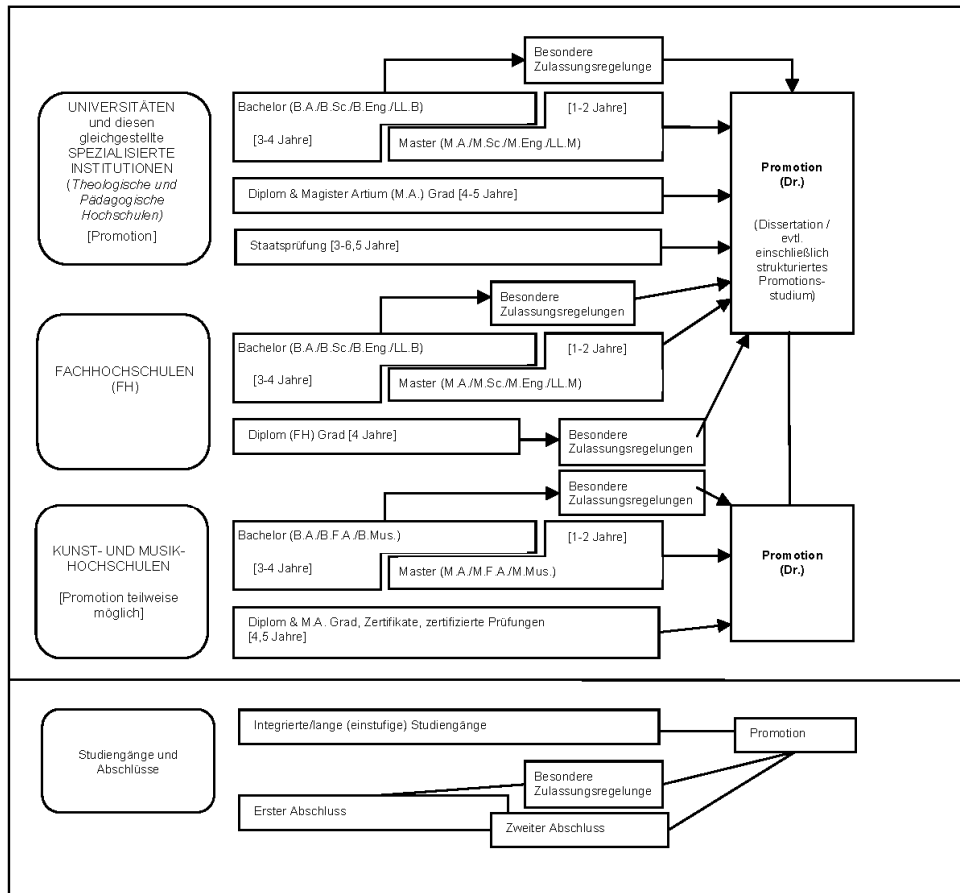 Besondere
Zulassungsregelunge
UNIVERSITÄTEN
und diesen
gleichgestellte
SPEZIALISIERTE
INSTITUTIONEN
(Theologische und
Pädagogische
Hochschulen)
[Promotion]
Bachelor (B.A./B.Sc./B.Eng./LL.B)
[3-4 Jahre]
[1-2 Jahre]
Master (M.A./M.Sc./M.Eng./LL.M)
Diplom & Magister Artium (M.A.) Grad [4-5 Jahre]
Staatsprüfung [3-6,5 Jahre]
Promotion
(Dr.)
(Dissertation /
evtl.
einschließlich
strukturiertes
Promotions-
studium)
Besondere
Zulassungsregelungen
FACHHOCHSCHULEN
(FH)
Bachelor (B.A./B.Sc./B.Eng./LL.B)
[3-4 Jahre]
[1-2 Jahre]
Master (M.A./M.Sc./M.Eng./LL.M)
Diplom (FH) Grad [4 Jahre]
Besondere
Zulassungsregelungen
Besondere
Zulassungsregelungen
KUNST- UND MUSIK-
HOCHSCHULEN
[Promotion teilweise
möglich]
Bachelor (B.A./B.F.A./B.Mus.)
[3-4 Jahre]
[1-2 Jahre]
Master (M.A./M.F.A./M.Mus.)
Diplom & M.A. Grad, Zertifikate, zertifizierte Prüfungen
[4,5 Jahre]
Promotion
(Dr.)
Studiengänge und
Abschlüsse
Integrierte/lange (einstufige) Studiengänge
Promotion
Besondere
Zulassungsregelunge
Erster Abschluss
Zweiter Abschluss